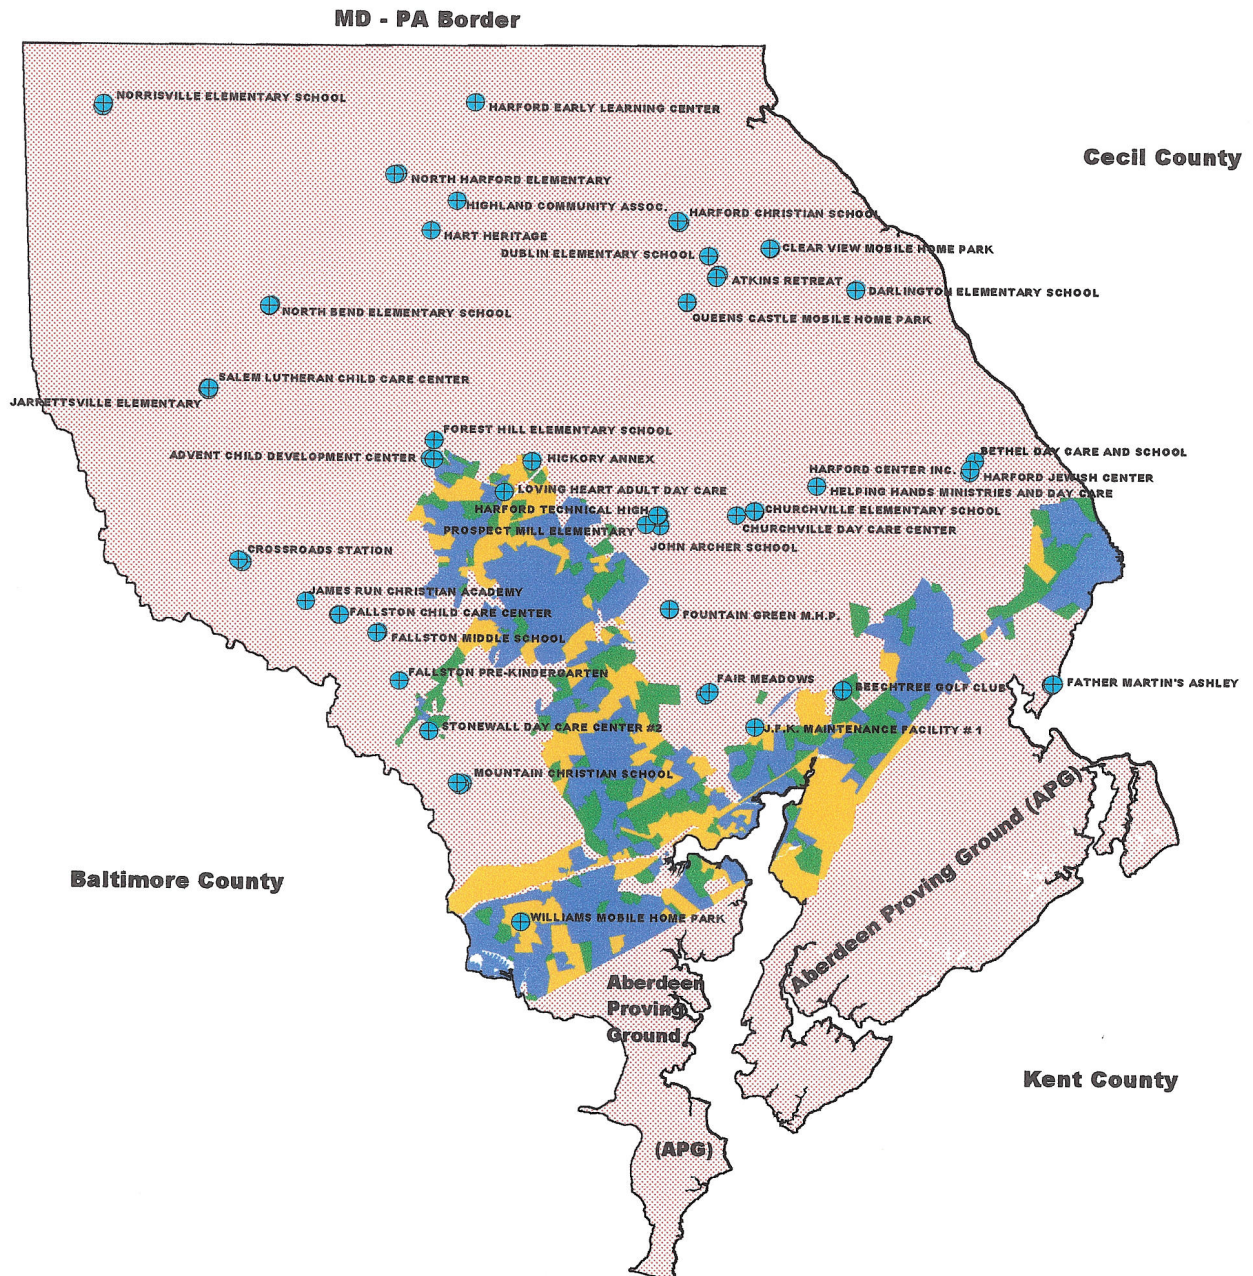 MD - PA Border
NORRISVILLE ELEMENTARY SCHOOL
HARFORD EARLY LEARNING CENTER
Cecil County
NORTH HARFORD ELEMENTARY
HIGHLAND COMMUNITY ASSOC.
HARFORD CHRISTIAN SCHOOL
HART HERITAGE
CLEAR VIEW MOBILE HOME PARK
DUBLIN ELEMENTARY SCHOOL
ATKINS RETREAT
DARLINGTON ELEMENTARY SCHOOL
NORTH BEND ELEMENTARY SCHOOL
QUEENS CASTLE MOBILE HOME PARK
SALEM LUTHERAN CHILD CARE CENTER
JARRETTSVILLE ELEMENTARY
FOREST HILL ELEMENTARY SCHOOL
ADVENT CHILD DEVELOPMENT CENTER
HICKORY ANNEX
BETHEL DAY CARE AND SCHOOL
HARFORD CENTER INC.
HARFORD JEWISH CENTER
LOVING HEART ADULT DAY CARE
HELPING HANDS MINISTRIES AND DAY CARE
HARFORD TECHNICAL HIGH
CHURCHVILLE ELEMENTARY SCHOOL
PROSPECT MILL ELEMENTARY
CHURCHVILLE DAY CARE CENTER
JOHN ARCHER SCHOOL
CROSSROADS STATION
JAMES RUN CHRISTIAN ACADEMY
FALLSTON CHILD CARE CENTER
FOUNTAIN GREEN M.H.P.
FALLSTON MIDDLE SCHOOL
FALLSTON PRE-KINDERGARTEN
FAIR MEADOWS
BEECHTREE GOLF CLUB
FATHER MARTIN'S ASHLEY
STONEWALL DAY CARE CENTER #2
J.F.K. MAINTENANCE FACILITY # 1
MOUNTAIN CHRISTIAN SCHOOL
Baltimore County
Aberdeen Proving Ground (APG)
WILLIAMS MOBILE HOME PARK
Aberdeen
Proving
Ground
Kent County
(APG)